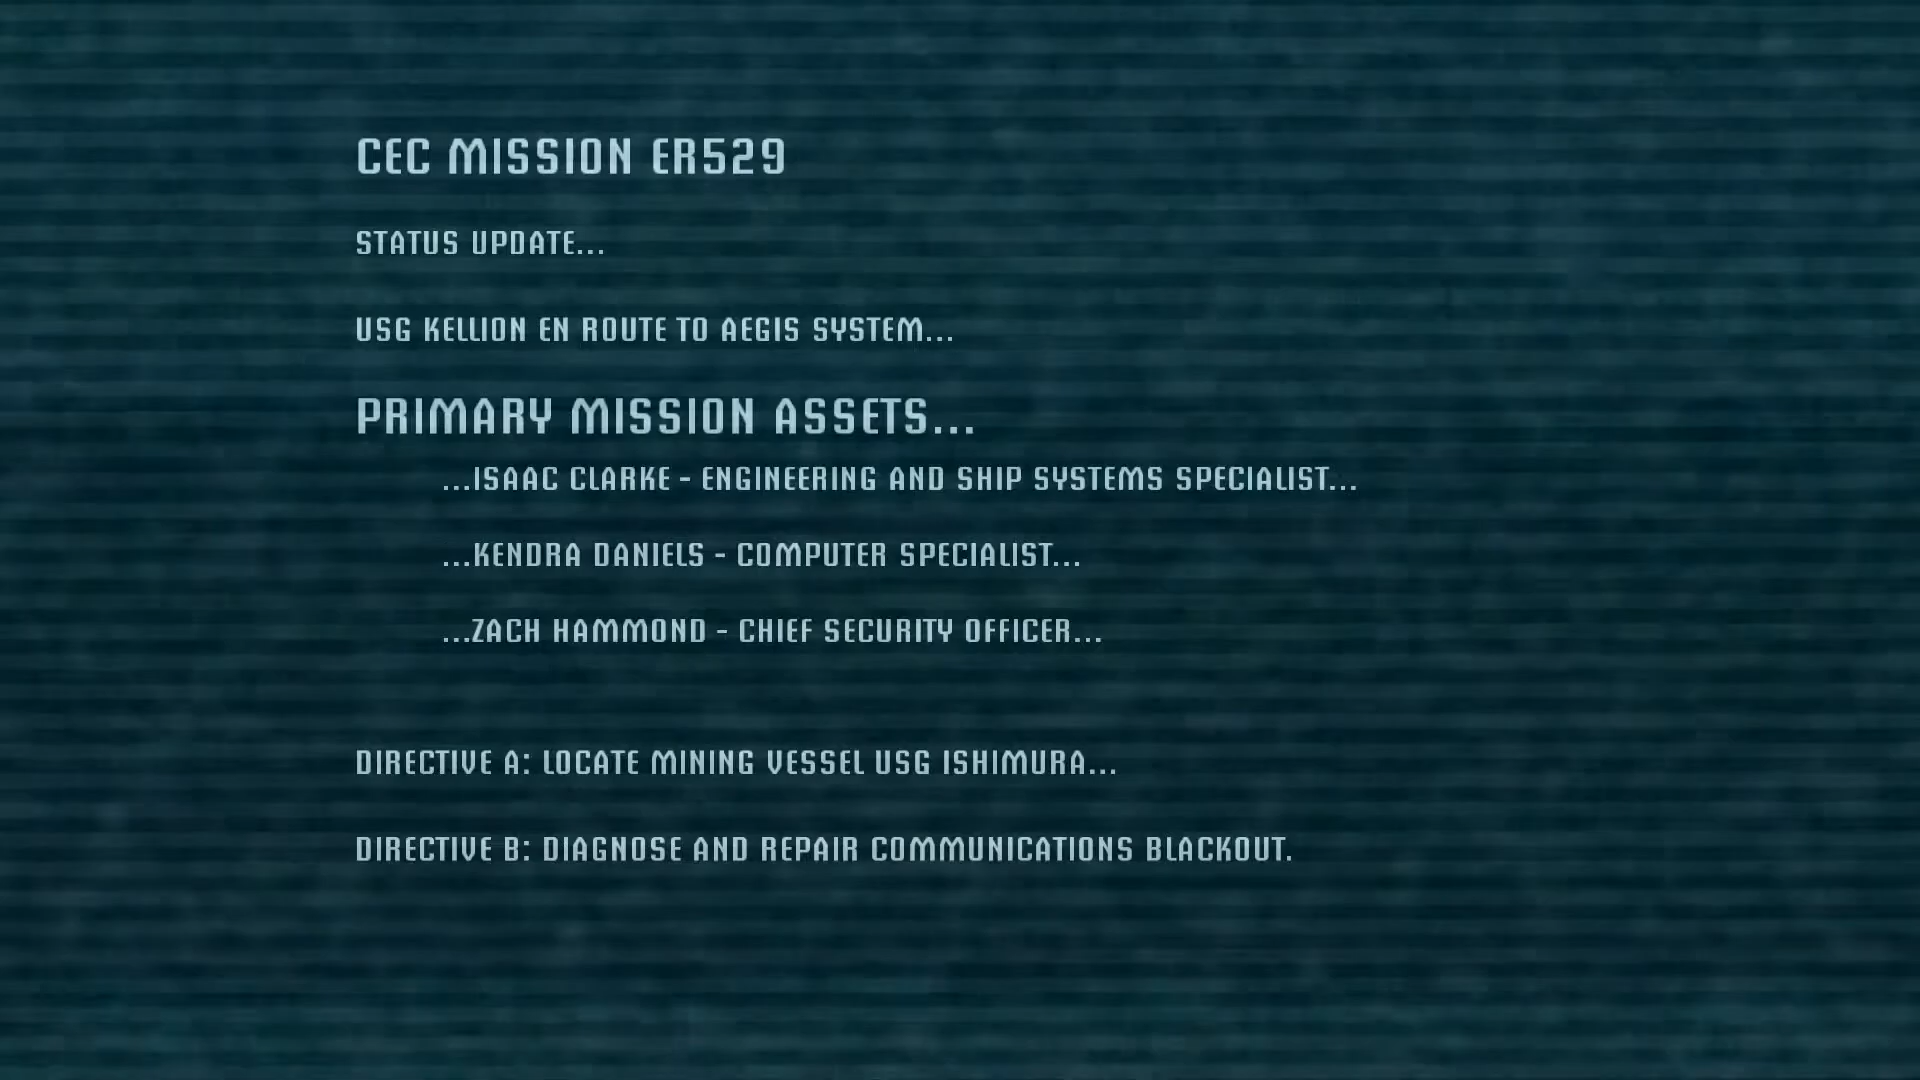 CEC MISSION ER529
STATUS UPDATE...
USG KELLION EN ROUTE TO AEGIS SYSTEM...
PRIMARY MISSION ASSETS...
...ISAAC CLARKE - ENGINEERING AND SHIP SYSTEMS SPECIALIST...
...KENDRA DANIELS - COMPUTER SPECIALIST...
...ZACH HAMMOND - CHIEF SECURITY OFFICER...
DIRECTIVE A: LOCATE MINING VESSEL USG ISHIMURA...
DIRECTIVE B: DIAGNOSE AND REPAIR COMMUNICATIONS BLACKOUT.